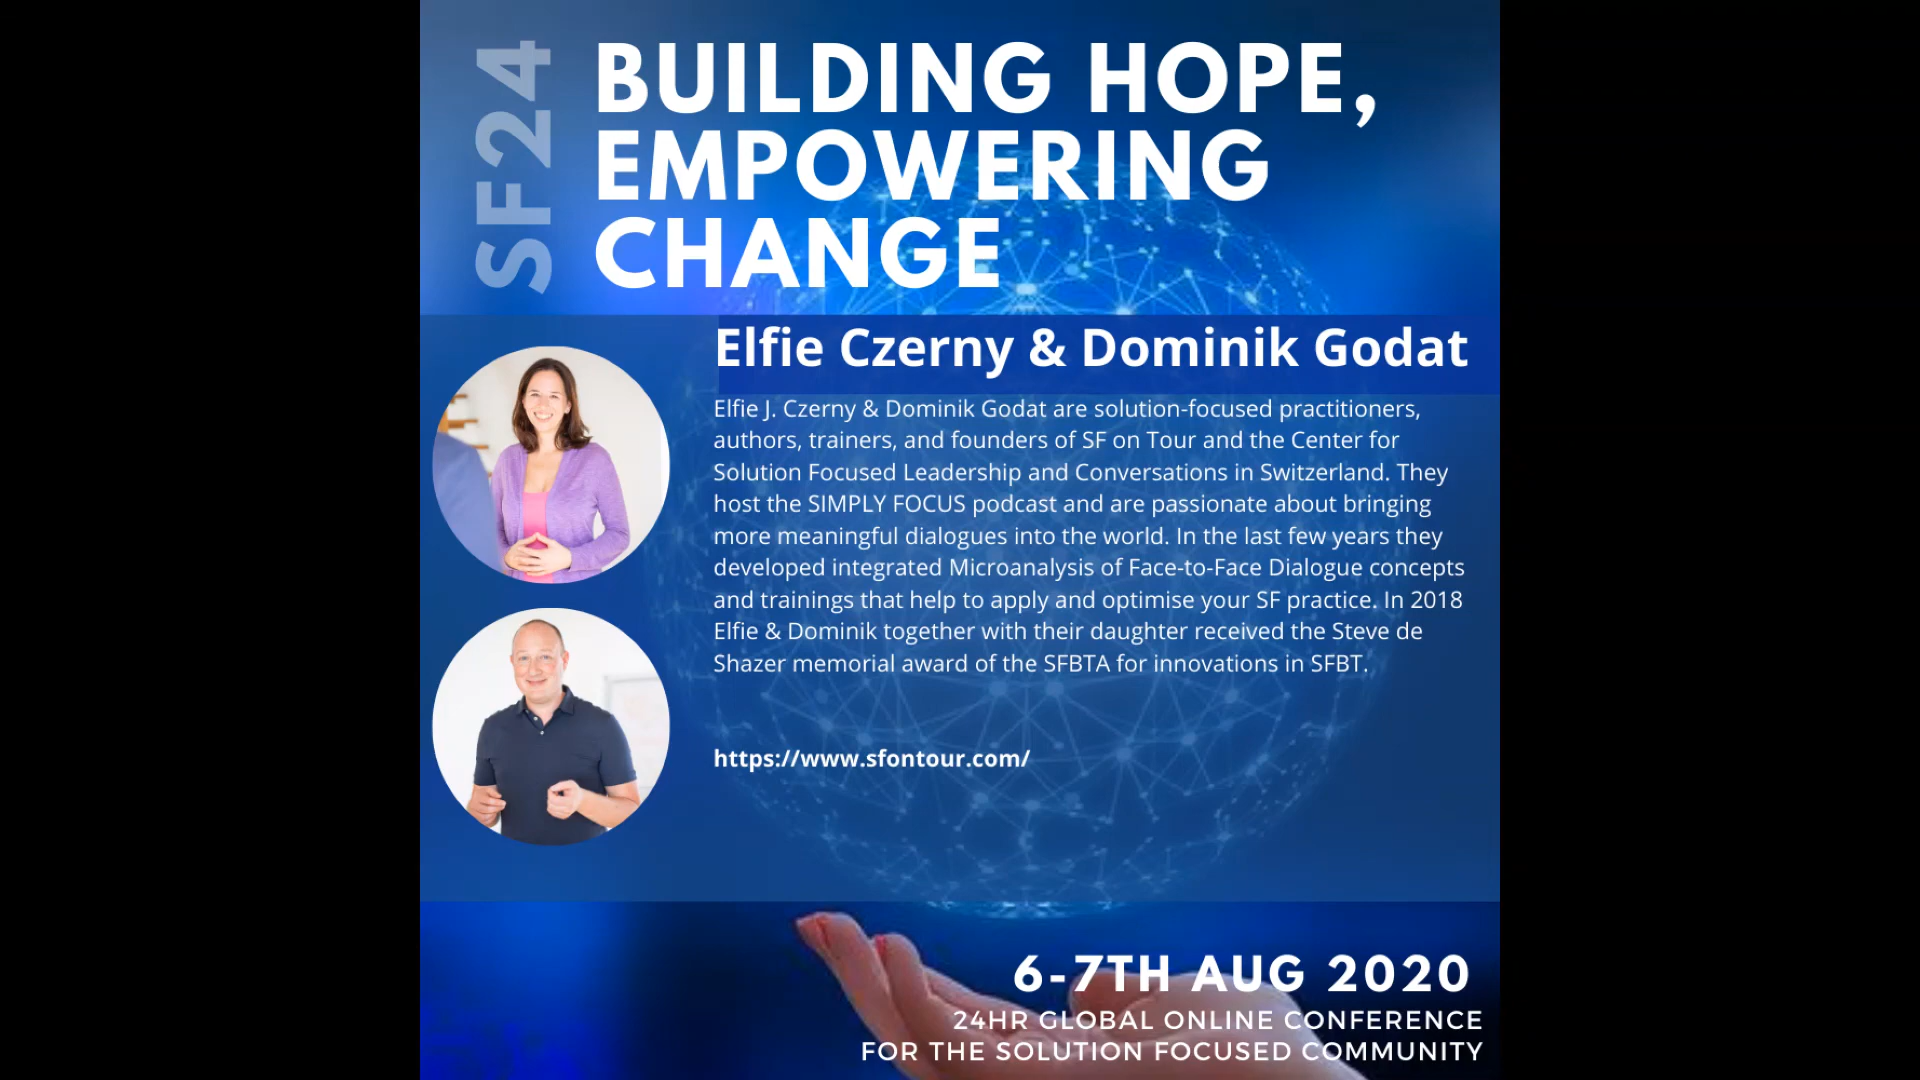 SF24
BUILDING HOPE,
EMPOWERING
CHANGE
Elfie Czerny & Dominik Godat
Elfie J. Czerny & Dominik Godat are solution-focused practitioners,
authors, trainers, and founders of SF on Tour and the Center for
Solution Focused Leadership and Conversations in Switzerland. They
host the SIMPLY FOCUS podcast and are passionate about bringing
more meaningful dialogues into the world. In the last few years they
developed integrated Microanalysis of Face-to-Face Dialogue concepts
and trainings that help to apply and optimise your SF practice. In 2018
Elfie & Dominik together with their daughter received the Steve de
Shazer memorial award of the SFBTA for innovations in SFBT.
https://www.sfontour.com/
6-7TH AUG 2020
24HR GLOBAL ONLINE CONFERENCE
FOR THE SOLUTION FOCUSED COMMUNITY